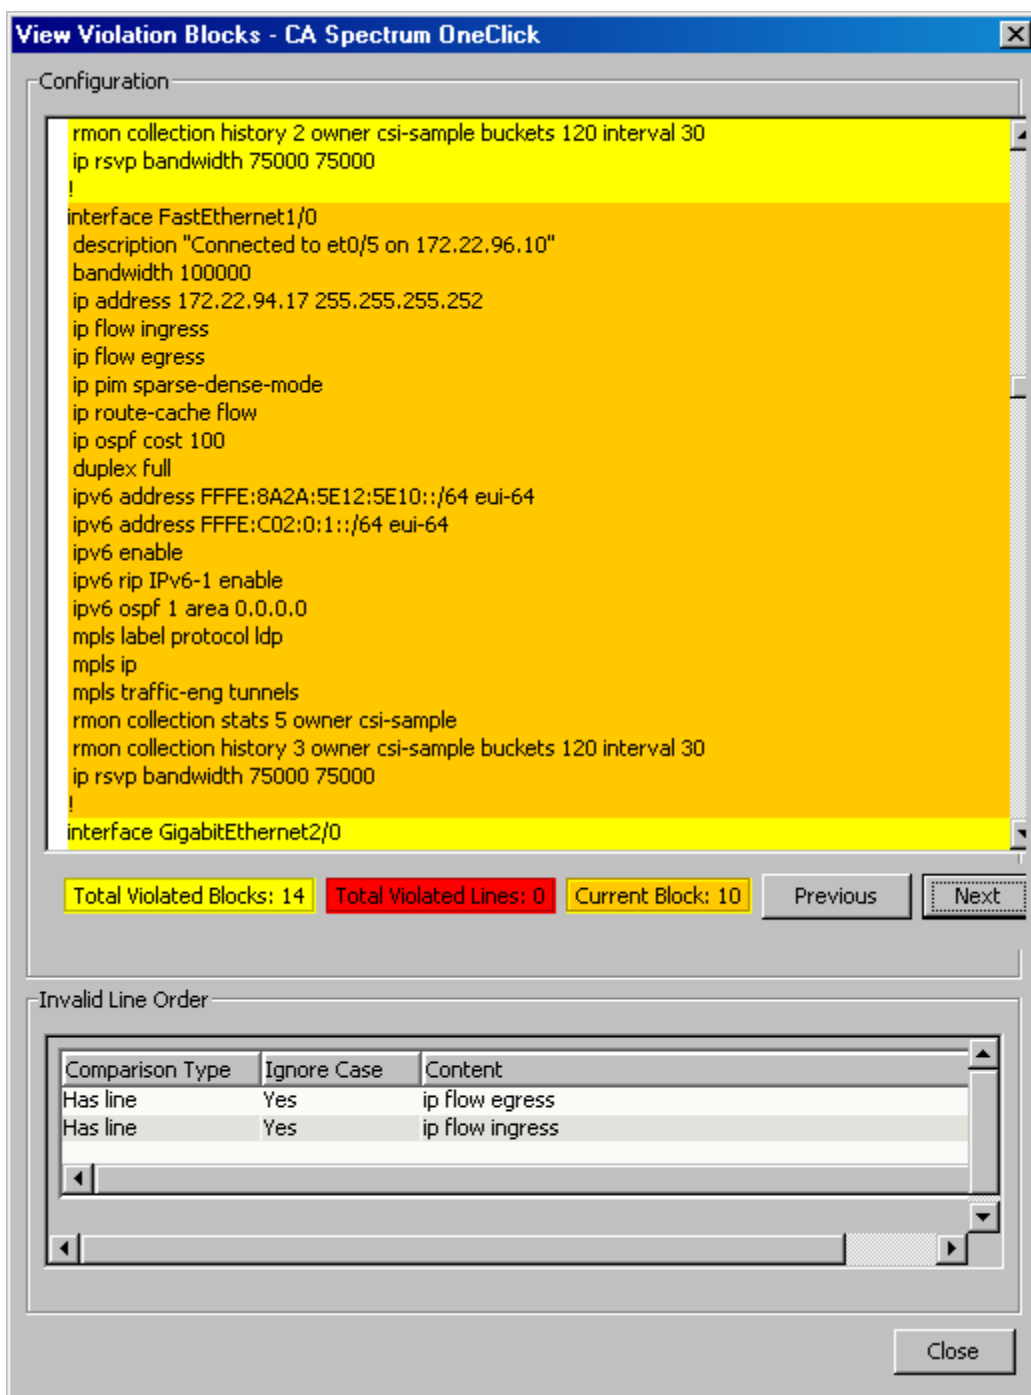 View Violation Blocks - CA Spectrum OneClick
Configuration
rmon collection history 2 owner csi-sample buckets 120 interval 30
ip rsvp bandwidth 75000 75000
!
interface FastEthernet1/0
description "Connected to et0/5 on 172.22.96.10"
bandwidth 100000
ip address 172.22.94.17 255.255.255.252
ip flow ingress
ip flow egress
ip pim sparse-dense-mode
ip route-cache flow
ip ospf cost 100
duplex full
ipv6 address FFFE:8A2A:5E12:5E10::/64 eui-64
ipv6 address FFFE:C02:0:1::/64 eui-64
ipv6 enable
ipv6 rip IPv6-1 enable
ipv6 ospf 1 area 0.0.0.0
mpls label protocol ldp
mpls ip
mpls traffic-eng tunnels
rmon collection stats 5 owner csi-sample
rmon collection history 3 owner csi-sample buckets 120 interval 30
ip rsvp bandwidth 75000 75000
!
interface GigabitEthernet2/0
Total Violated Blocks: 14 Total Violated Lines: 0 Current Block: 10 Previous Next
Invalid Line Order
Comparison Type Ignore Case Content
Has line Yes ip flow egress
Has line Yes ip flow ingress
Close